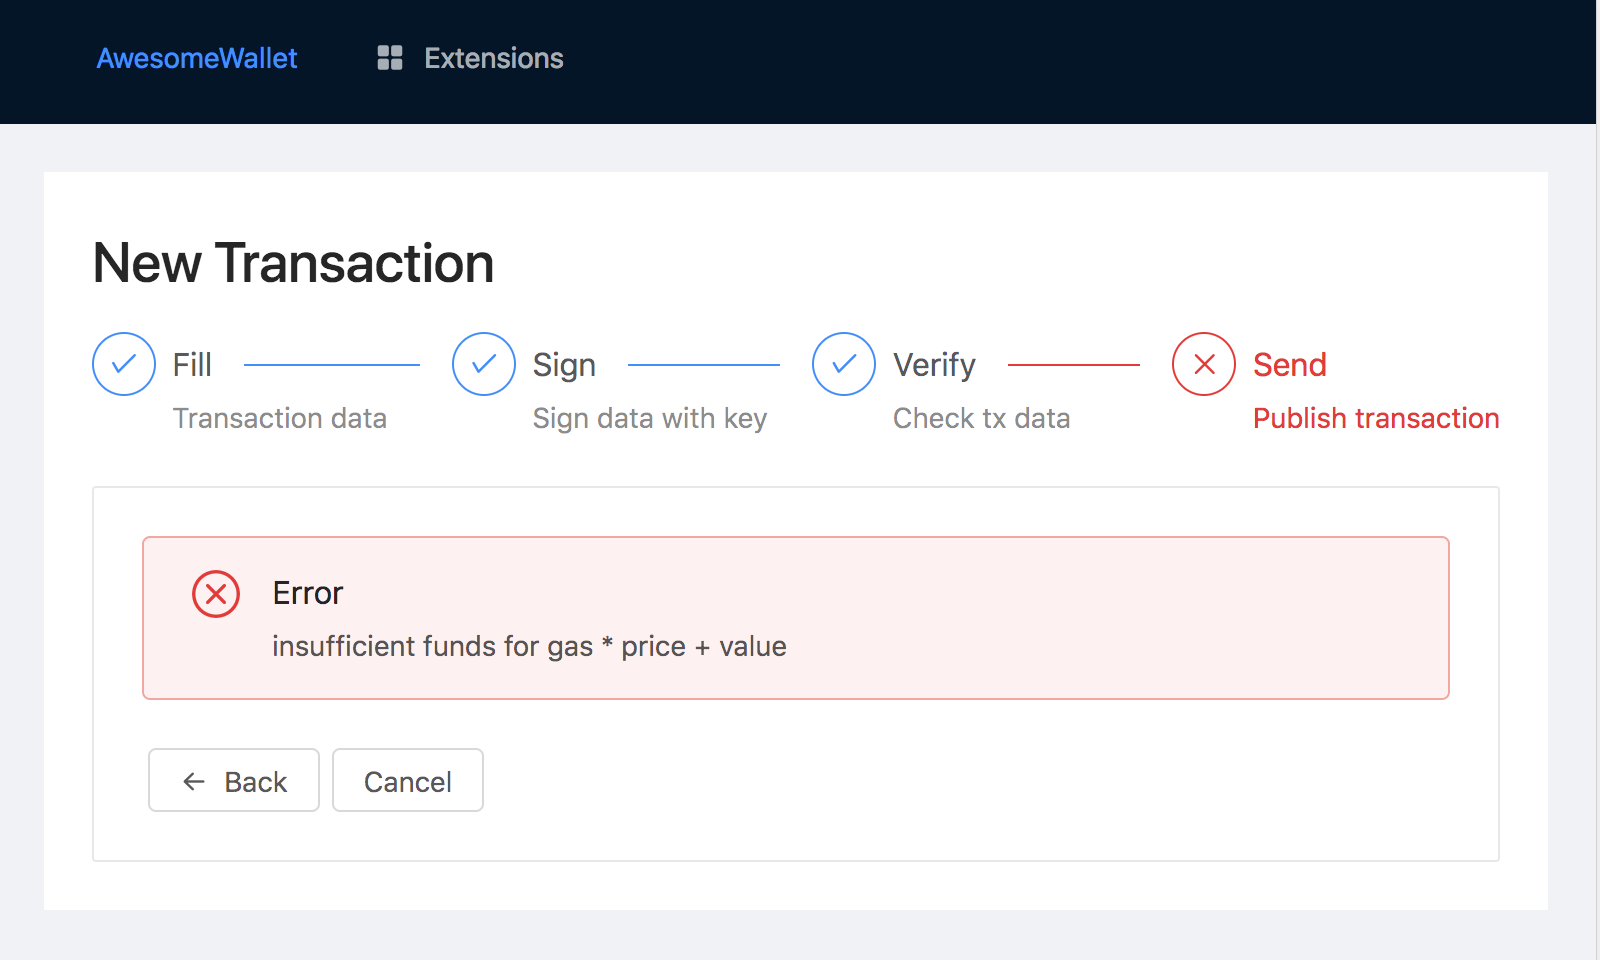 AwesomeWallet Extensions
New Transaction
Fill Sign Verify Send
Transaction data Sign data with key Check tx data Publish transaction
Error
insufficient funds for gas * price + value
Back Cancel